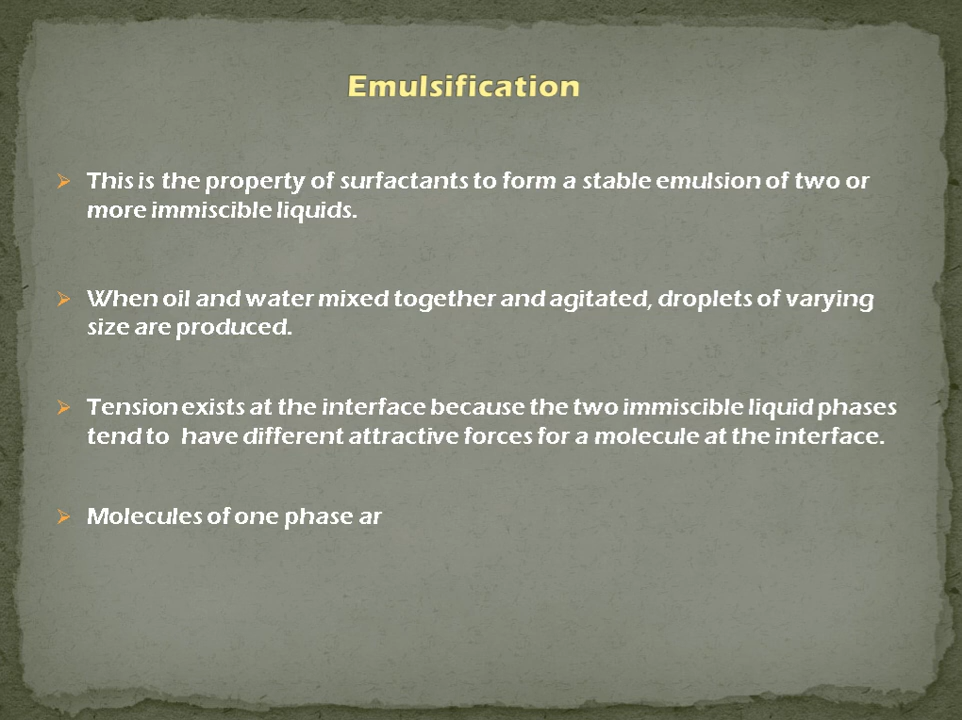 Emulsification
This is the property of surfactants to form a stable emulsion of two or
more immiscible liquids.
When oil and water mixed together and agitated, droplets of varying
size are produced.
Tension exists at the interface because the two immiscible liquid phases
tend to  have different attractive forces for a molecule at the interface.
Molecules of one phase ar